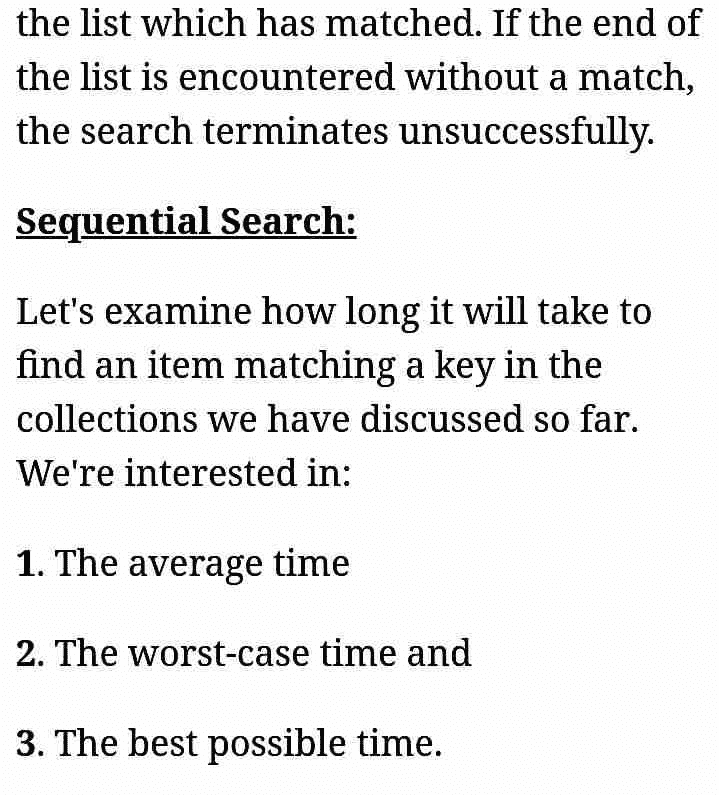 the list which has matched. If the end of
the list is encountered without a match,
the search terminates unsuccessfully.
Sequential Search:
Let's examine how long it will take to
find an item matching a key in the
collections we have discussed so far.
We're interested in:
1. The average time
2. The worst-case time and
3. The best possible time.